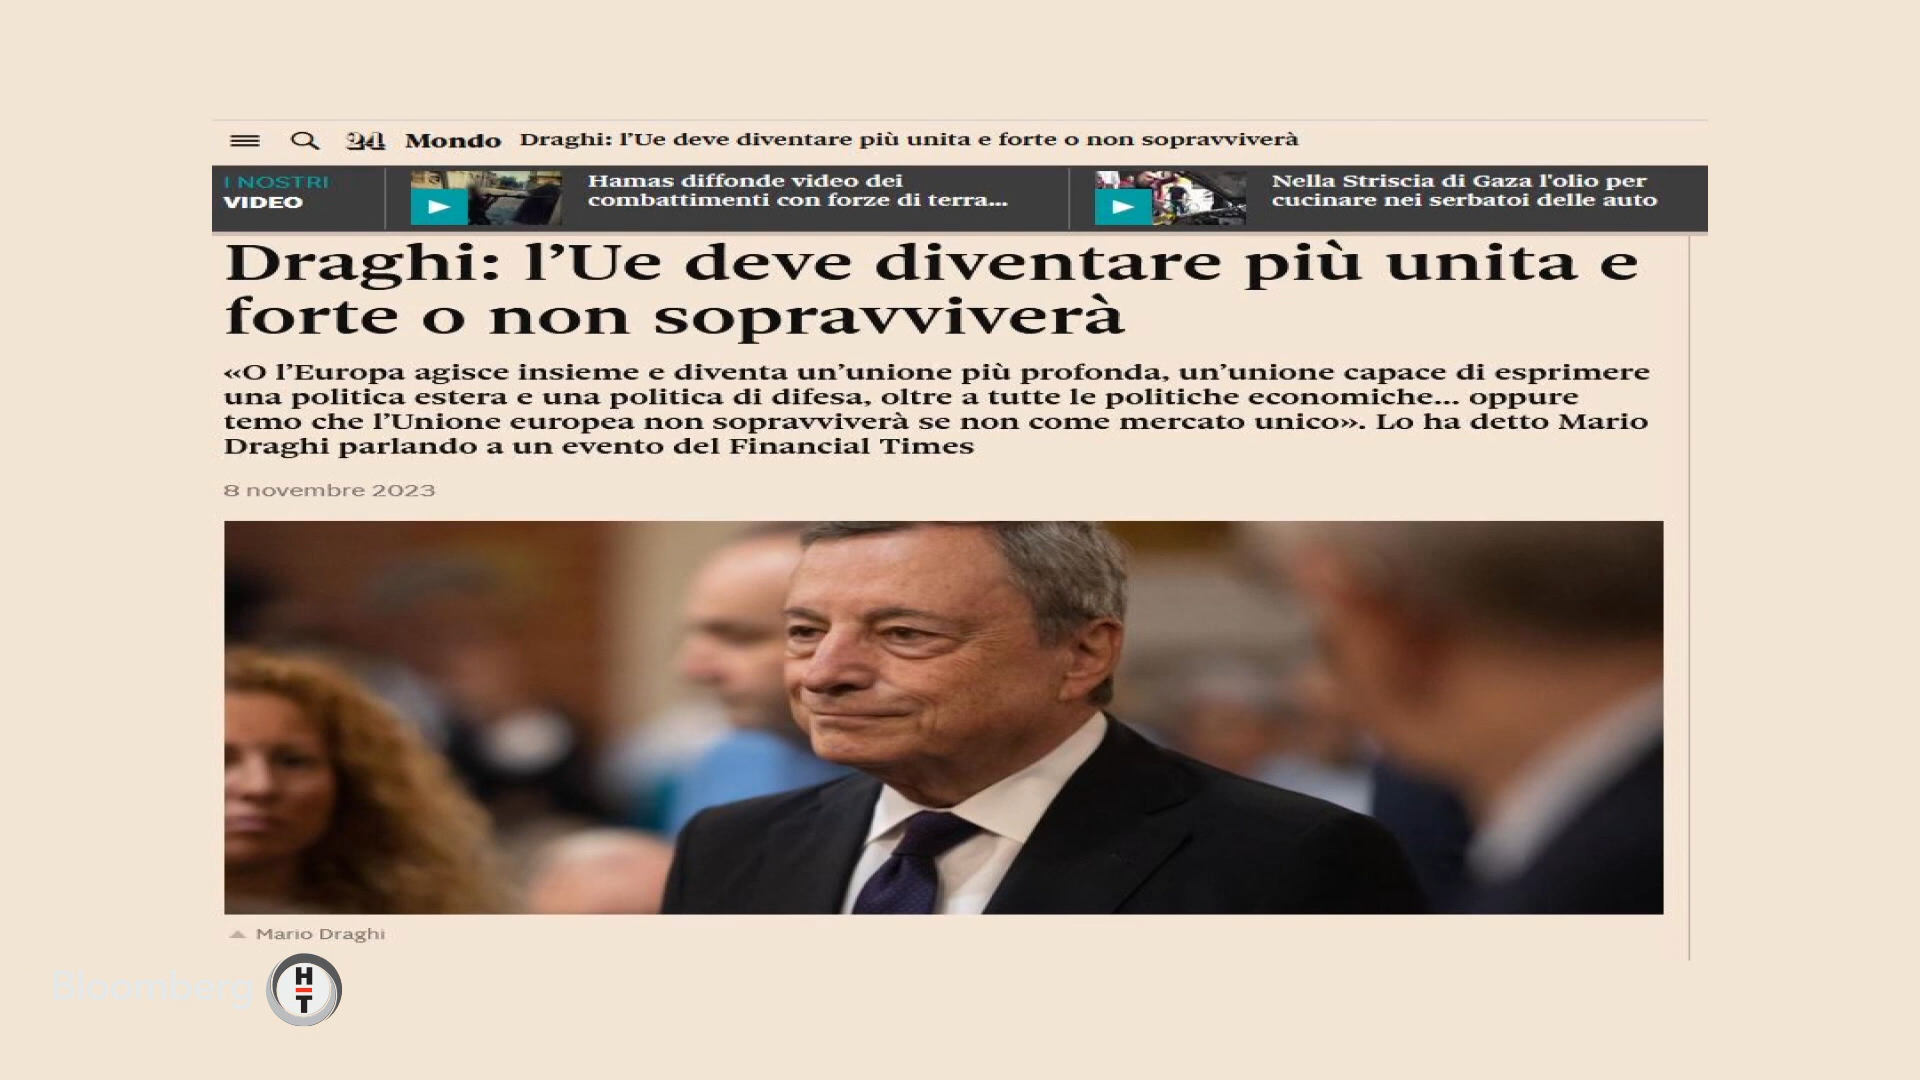 24 Mondo Draghi: l’Ue deve diventare più unita e forte o non sopravviverà
I NOSTRI
VIDEO
Hamas diffonde video dei
combattimenti con forze di terra...
Nella Striscia di Gaza l'olio per
cucinare nei serbatoi delle auto
Draghi: l’Ue deve diventare più unita e
forte o non sopravviverà
«O l’Europa agisce insieme e diventa un’unione più profonda, un’unione capace di esprimere
una politica estera e una politica di difesa, oltre a tutte le politiche economiche... oppure
temo che l’Unione europea non sopravviverà se non come mercato unico». Lo ha detto Mario
Draghi parlando a un evento del Financial Times
8 novembre 2023
Mario Draghi
Bloomberg HT